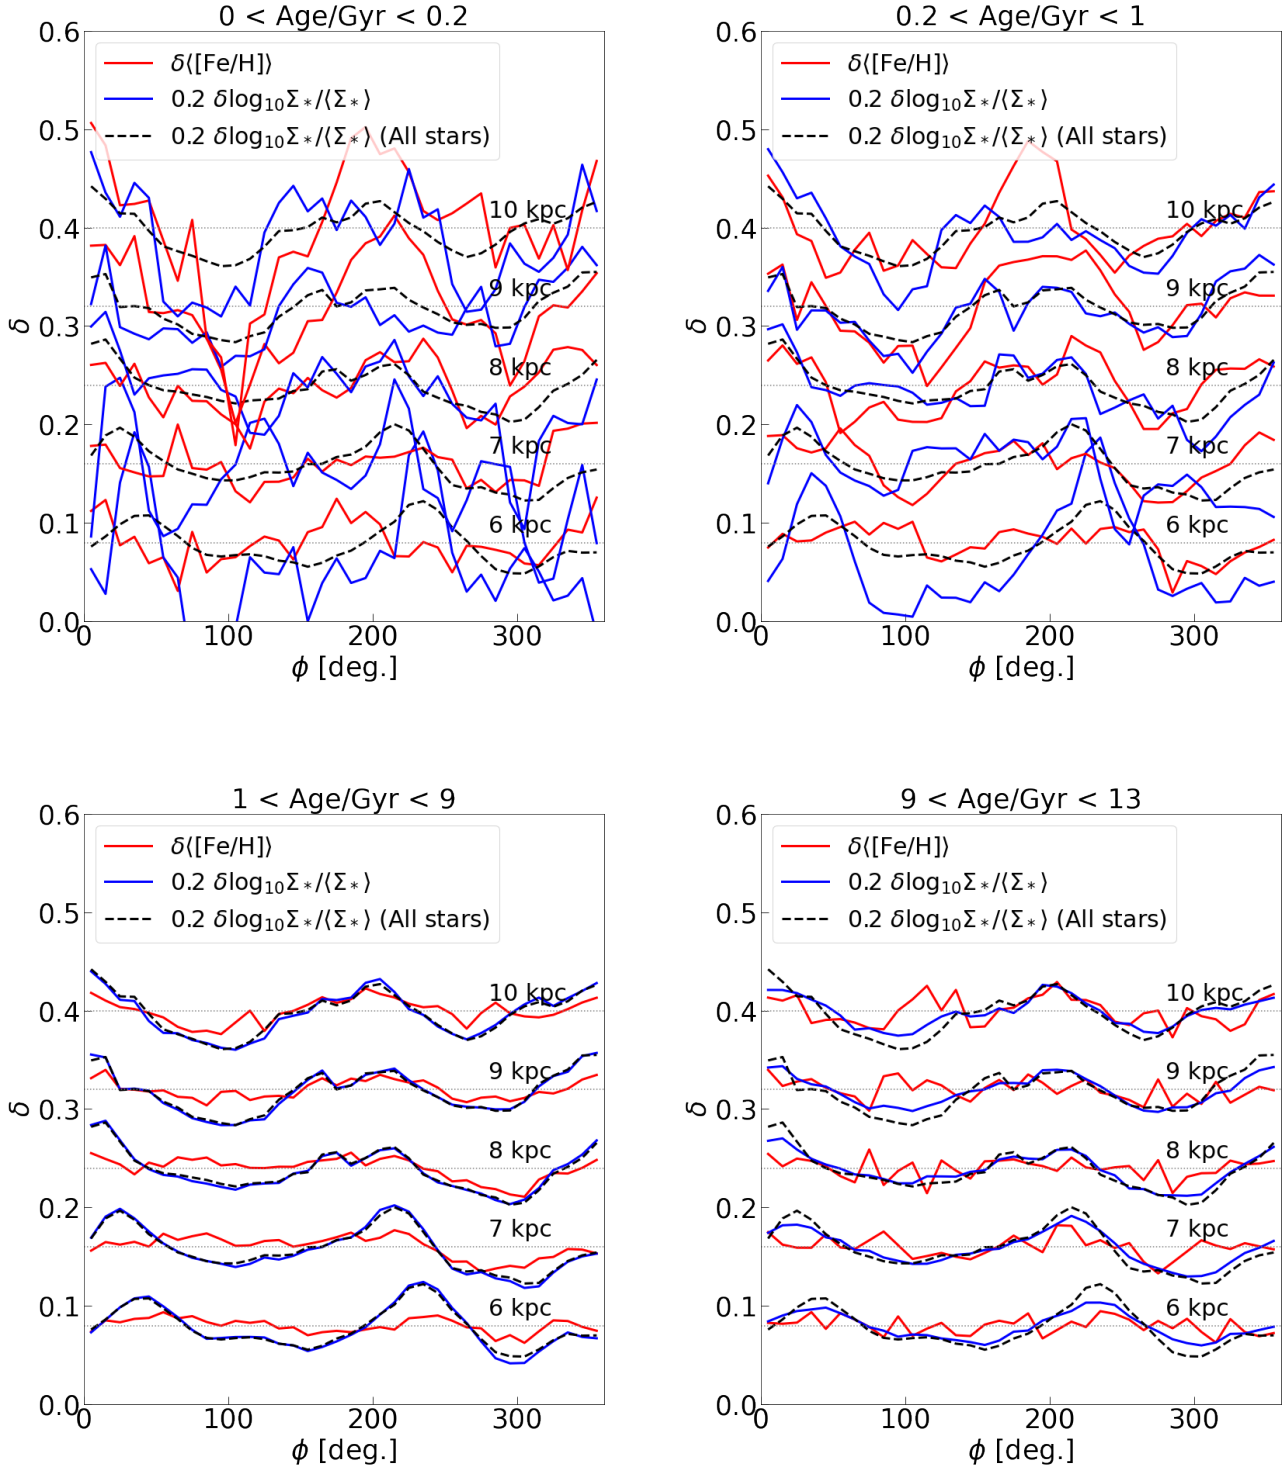 0 < Age/Gyr < 0.2
δ⟨[Fe/H]⟩
0.2 δlog₁₀Σ*/⟨Σ*⟩
0.2 δlog₁₀Σ*/⟨Σ*⟩ (All stars)
0.6
0.5
0.4
0.3
0.2
0.1
0.0
δ
10 kpc
9 kpc
8 kpc
7 kpc
6 kpc
0
100
200
300
ϕ [deg.]
0.2 < Age/Gyr < 1
δ⟨[Fe/H]⟩
0.2 δlog₁₀Σ*/⟨Σ*⟩
0.2 δlog₁₀Σ*/⟨Σ*⟩ (All stars)
0.6
0.5
0.4
0.3
0.2
0.1
0.0
δ
10 kpc
9 kpc
8 kpc
7 kpc
6 kpc
0
100
200
300
ϕ [deg.]
1 < Age/Gyr < 9
δ⟨[Fe/H]⟩
0.2 δlog₁₀Σ*/⟨Σ*⟩
0.2 δlog₁₀Σ*/⟨Σ*⟩ (All stars)
0.6
0.5
0.4
0.3
0.2
0.1
0.0
δ
10 kpc
9 kpc
8 kpc
7 kpc
6 kpc
0
100
200
300
ϕ [deg.]
9 < Age/Gyr < 13
δ⟨[Fe/H]⟩
0.2 δlog₁₀Σ*/⟨Σ*⟩
0.2 δlog₁₀Σ*/⟨Σ*⟩ (All stars)
0.6
0.5
0.4
0.3
0.2
0.1
0.0
δ
10 kpc
9 kpc
8 kpc
7 kpc
6 kpc
0
100
200
300
ϕ [deg.]